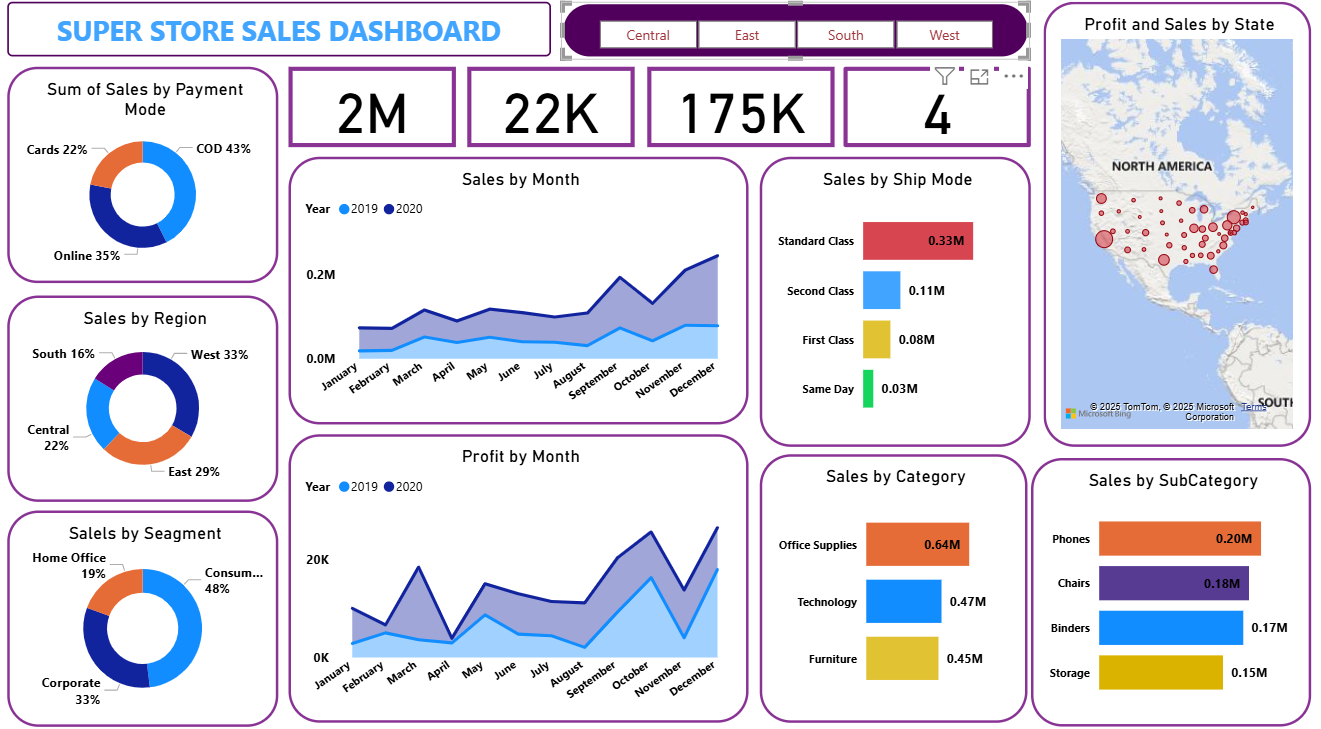 SUPER STORE SALES DASHBOARD
Central
East
South
West
Profit and Sales by State
Sum of Sales by Payment
Mode
Cards 22%
COD 43%
Online 35%
2M
22K
175K
4
Sales by Month
Year 2019 2020
0.2M
0.0M
January
February
March
April
May
June
July
August
September
October
November
December
Sales by Ship Mode
Standard Class
0.33M
Second Class
0.11M
First Class
0.08M
Same Day
0.03M
NORTH AMERICA
SOUTH
Microsoft Bing
© 2025 TomTom, © 2025 Microsoft
Corporation
Terms
Sales by Region
South 16%
West 33%
Central
22%
East 29%
Profit by Month
Year 2019 2020
20K
0K
January
February
March
April
May
June
July
August
September
October
November
December
Sales by Category
Office Supplies
0.64M
Technology
0.47M
Furniture
0.45M
Sales by SubCategory
Phones
0.20M
Chairs
0.18M
Binders
0.17M
Storage
0.15M
Salels by Seagment
Home Office
19%
Consum...
48%
Corporate
33%